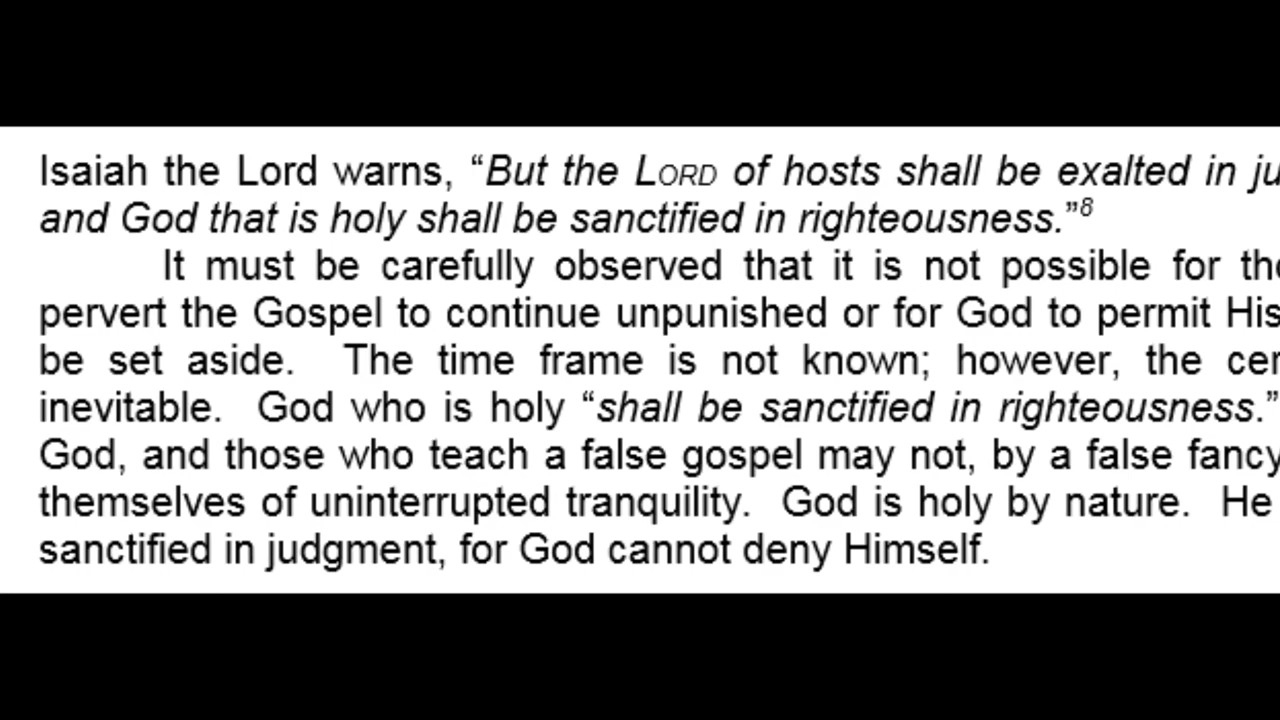 Isaiah the Lord warns, “But the LORD of hosts shall be exalted in
and God that is holy shall be sanctified in righteousness.”8
It must be carefully observed that it is not possible for
pervert the Gospel to continue unpunished or for God to permit His
be set aside. The time frame is not known; however, the
inevitable. God who is holy “shall be sanctified in righteousness.”
God, and those who teach a false gospel may not, by a false fancy
themselves of uninterrupted tranquility. God is holy by nature. He
sanctified in judgment, for God cannot deny Himself.